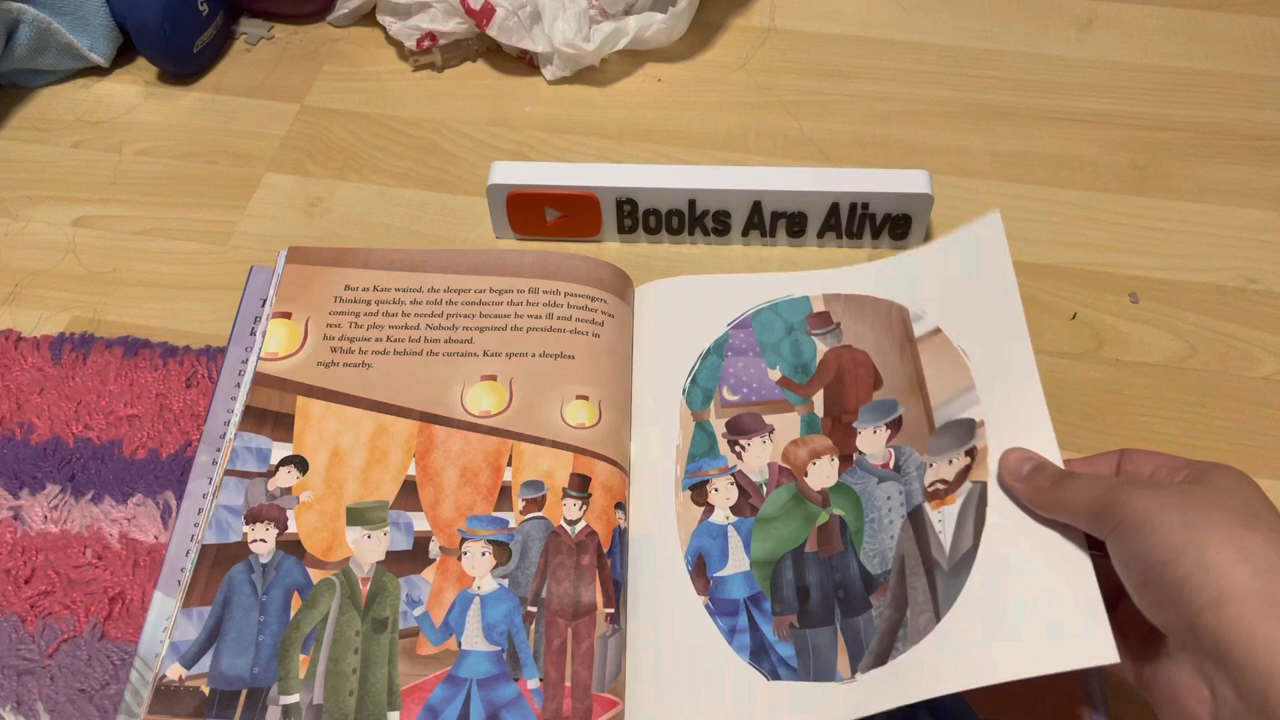 Books Are Alive
But as Kate waited, the sleeper car began to fill with passengers.
Thinking quickly, she told the conductor that her older brother was
coming and that he needed privacy because he was ill and needed
rest. The ploy worked. Nobody recognized the president-elect in
his disguise as Kate led him aboard.
While he rode behind the curtains, Kate spent a sleepless
night nearby.